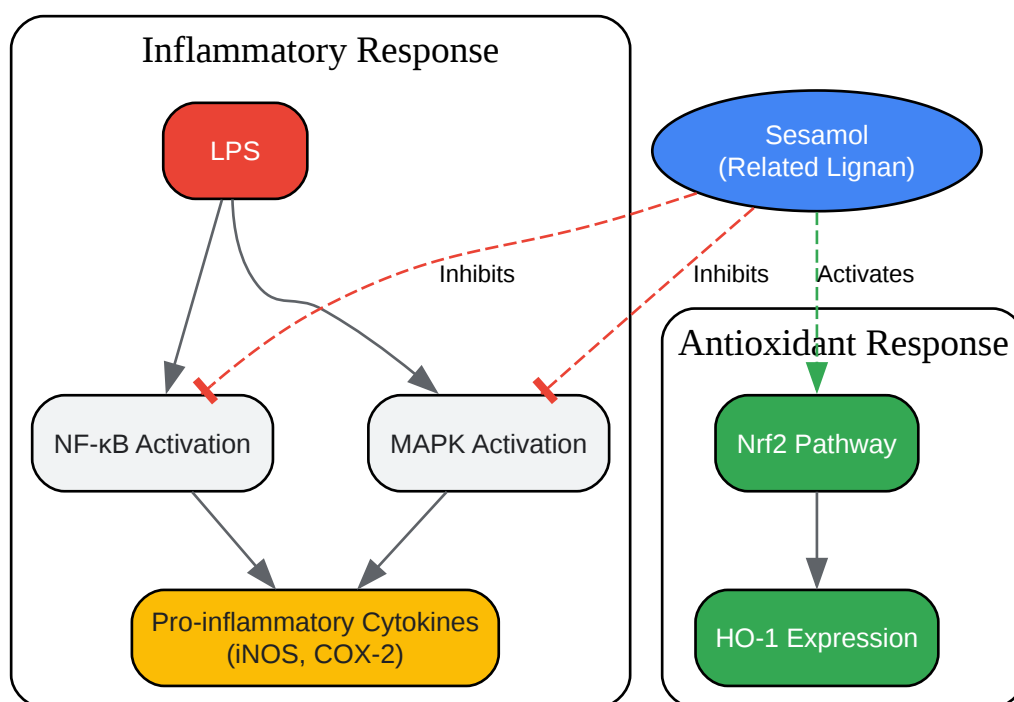 Inflammatory Response
LPS
Sesamol
(Related Lignan)
Inhibits
Inhibits
Activates
Antioxidant Response
NF-κB Activation
MAPK Activation
Nrf2 Pathway
Pro-inflammatory Cytokines
(iNOS, COX-2)
HO-1 Expression